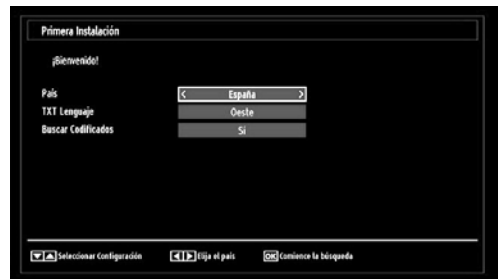 Primera Instalación
¡Bienvenido!
País < España >
TXT Lenguaje Oeste
Buscar Codificados Si
Seleccionar Configuración Elija el país OK Comience la búsqueda